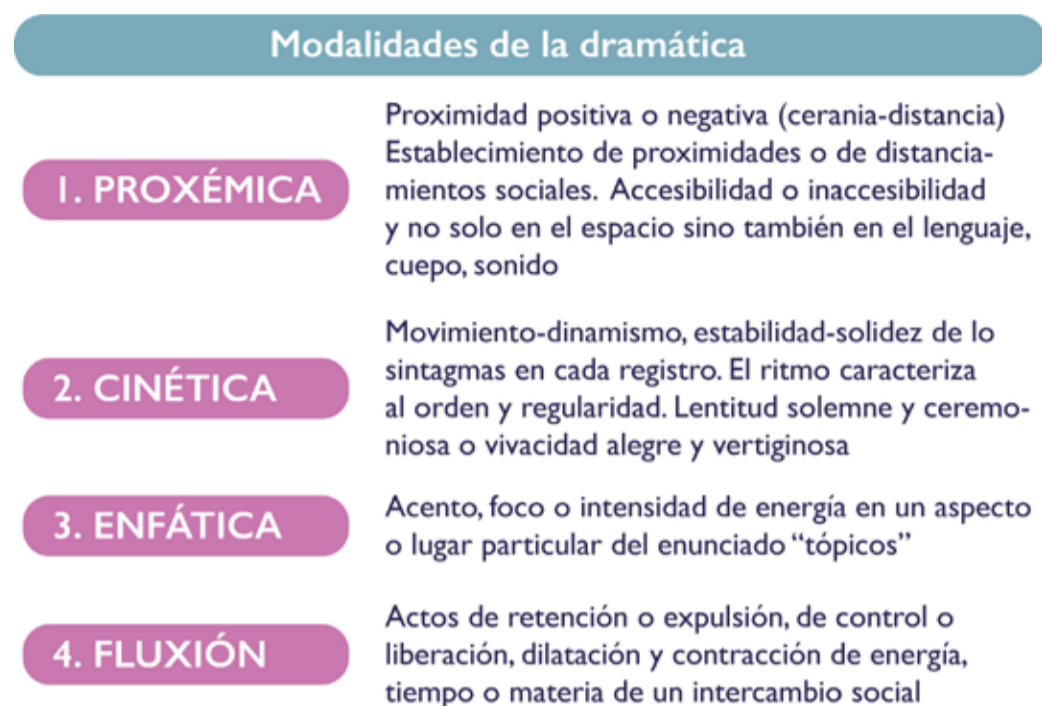 Modalidades de la dramática
1. PROXÉMICA
Proximidad positiva o negativa (cerania-distancia)
Establecimiento de proximidades o de distancia-
mientos sociales. Accesibilidad o inaccesibilidad
y no solo en el espacio sino también en el lenguaje,
cuepo, sonido
2. CINÉTICA
Movimiento-dinamismo, estabilidad-solidez de lo
sintagmas en cada registro. El ritmo caracteriza
al orden y regularidad. Lentitud solemne y ceremo-
niosa o vivacidad alegre y vertiginosa
3. ENFÁTICA
Acento, foco o intensidad de energía en un aspecto
o lugar particular del enunciado “tópicos”
4. FLUXIÓN
Actos de retención o expulsión, de control o
liberación, dilatación y contracción de energía,
tiempo o materia de un intercambio social